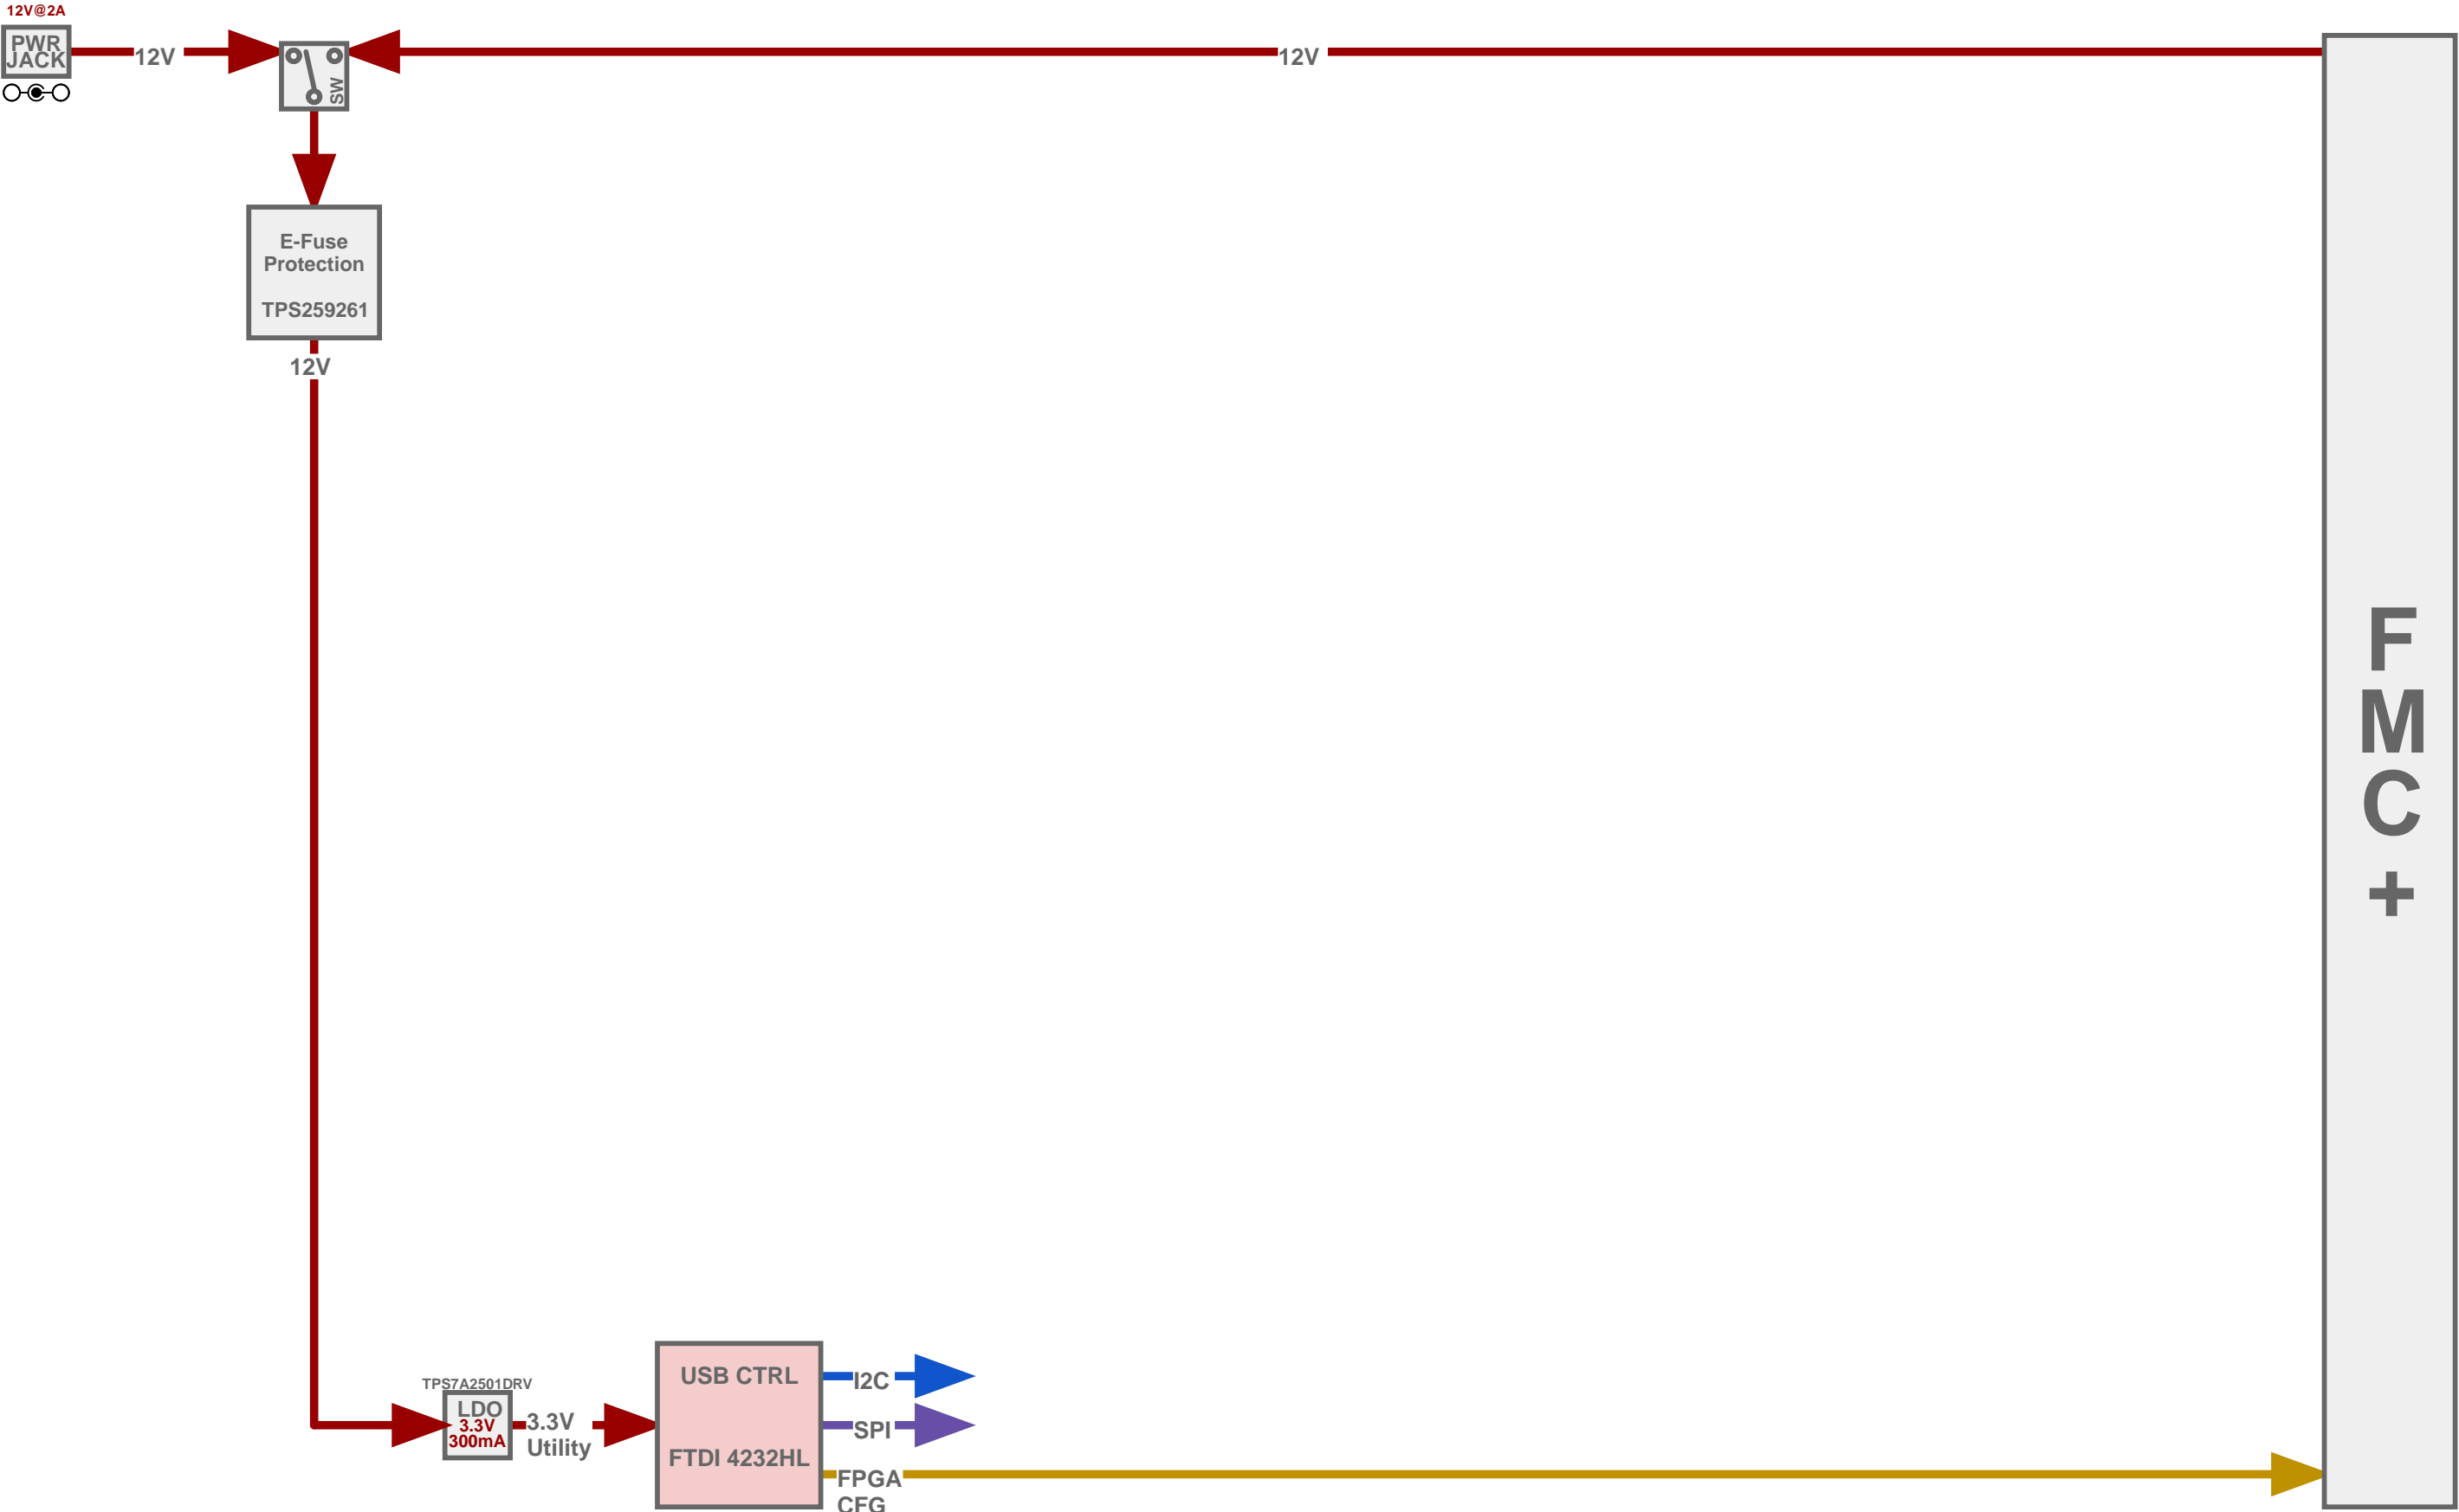 12V@2A
PWR
JACK
12V
12V
SW
E-Fuse
Protection
TPS259261
12V
F
M
C
+
TPS7A2501DRV
LDO
3.3V
300mA
3.3V
Utility
USB CTRL
FTDI 4232HL
I2C
SPI
FPGA
CFG